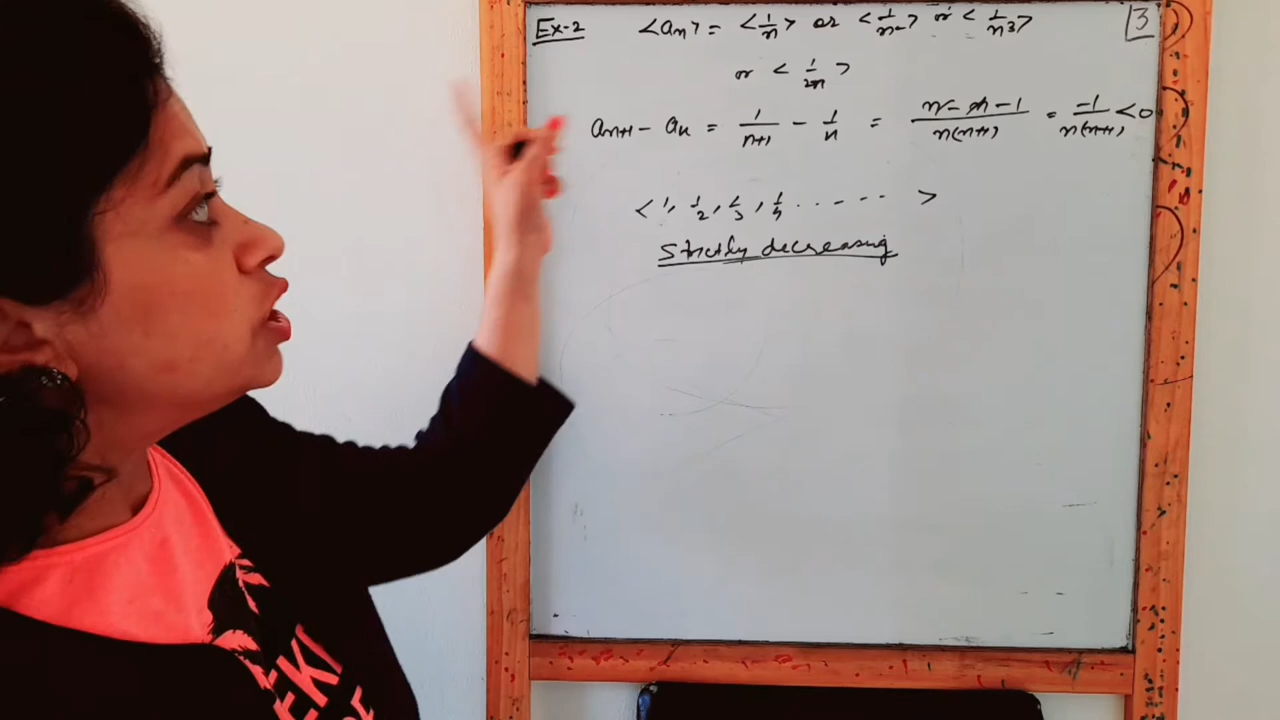 Ex-2 <an> = <1/n> or <1/n²> or <1/n³> 3
or < 1/2n >
an+1 - an = 1/n+1 - 1/n = n-n-1/n(n+1) = -1/n(n+1) < 0
< 1, 1/2, 1/3, 1/4 ...--- >
Strictly decreasing